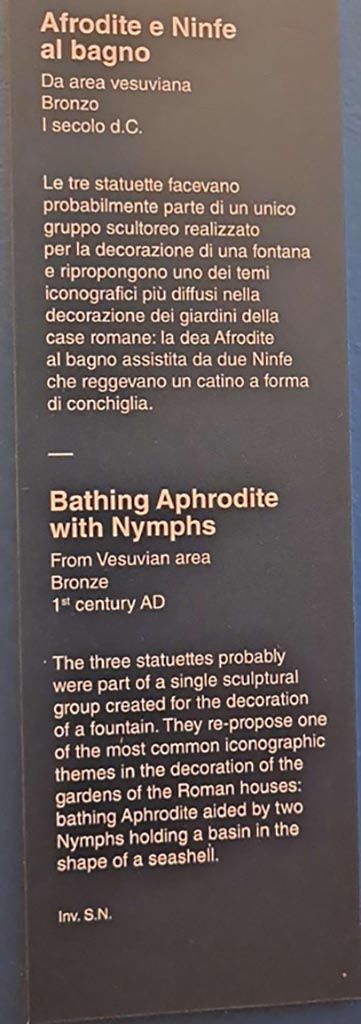 Afrodite e Ninfe
al bagno
Da area vesuviana
Bronzo
I secolo d.C.
Le tre statuette facevano
probabilmente parte di un unico
gruppo scultoreo realizzato
per la decorazione di una fontana
e ripropongono uno dei temi
iconografici più diffusi nella
decorazione dei giardini della
case romane: la dea Afrodite
al bagno assistita da due Ninfe
che reggevano un catino a forma
di conchiglia.
—
Bathing Aphrodite
with Nymphs
From Vesuvian area
Bronze
1st century AD
The three statuettes probably
were part of a single sculptural
group created for the decoration
of a fountain. They re-propose one
of the most common iconographic
themes in the decoration of the
gardens of the Roman houses:
bathing Aphrodite aided by two
Nymphs holding a basin in the
shape of a seashell.
Inv. S.N.